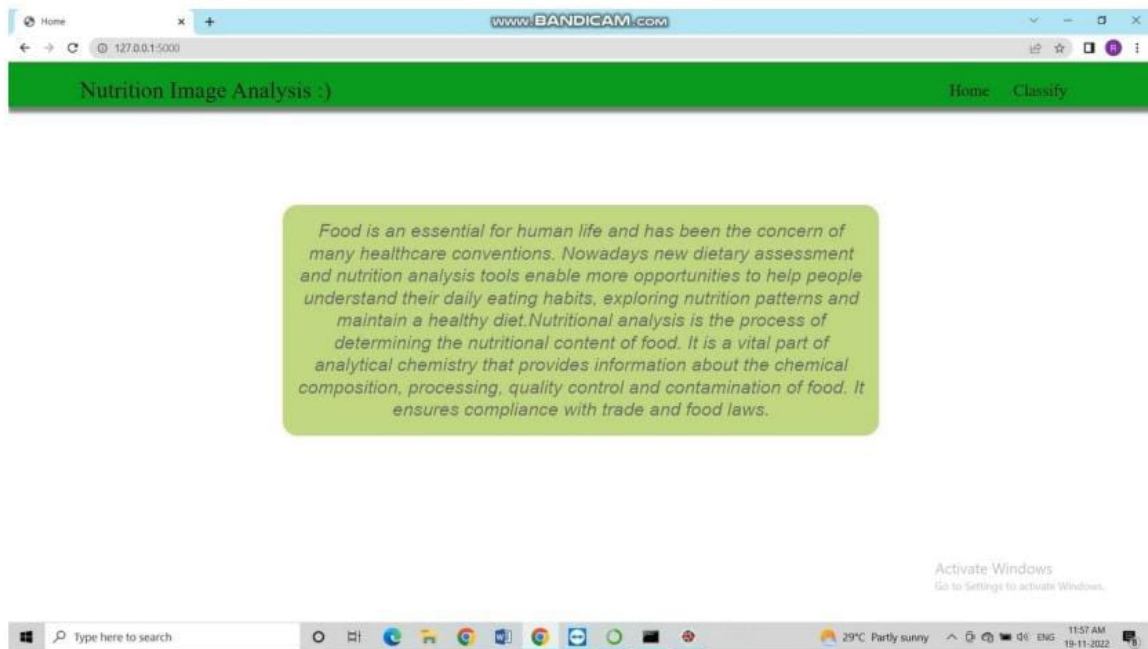 Home
www.BANDICAM.COM
127.0.0.1:5000
R
Nutrition Image Analysis :)
Home Classify
Food is an essential for human life and has been the concern of
many healthcare conventions. Nowadays new dietary assessment
and nutrition analysis tools enable more opportunities to help people
understand their daily eating habits, exploring nutrition patterns and
maintain a healthy diet.Nutritional analysis is the process of
determining the nutritional content of food. It is a vital part of
analytical chemistry that provides information about the chemical
composition, processing, quality control and contamination of food. It
ensures compliance with trade and food laws.
Activate Windows
Go to Settings to activate Windows.
Type here to search
29°C Partly sunny
ENG
11:57 AM
19-11-2022